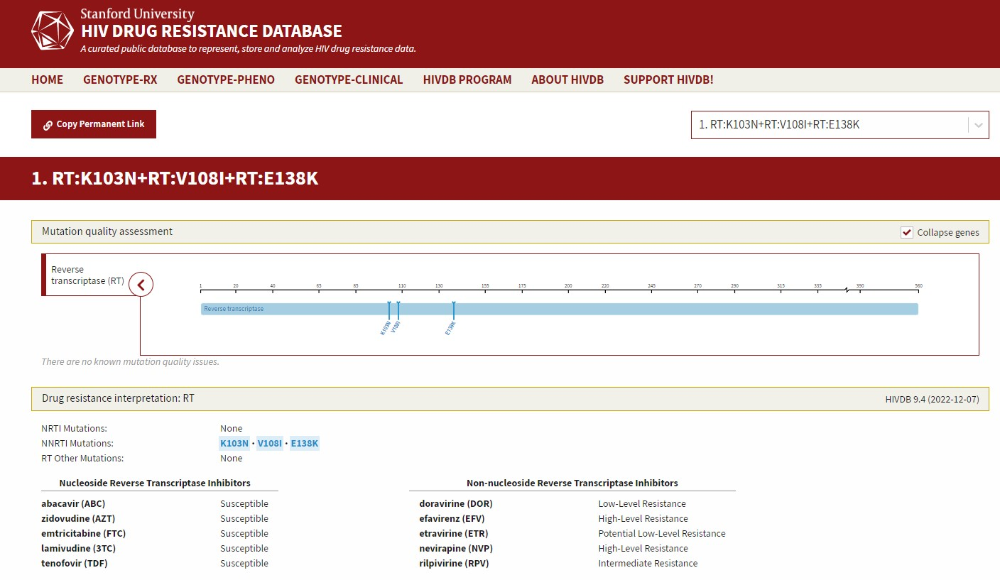 Stanford University
HIV DRUG RESISTANCE DATABASE
A curated public database to represent, store and analyze HIV drug resistance data.
HOME GENOTYPE-RX GENOTYPE-PHENO GENOTYPE-CLINICAL HIVDB PROGRAM ABOUT HIVDB SUPPORT HIVDB!
Copy Permanent Link
1. RT:K103N+RT:V108I+RT:E138K
1. RT:K103N+RT:V108I+RT:E138K
Mutation quality assessment
Collapse genes
Reverse
transcriptase (RT)
1 20 40 65 85 110 130 155 175 200 220 245 270 290 315 335 390 560
Reverse transcriptase
K103N V108I E138K
There are no known mutation quality issues.
Drug resistance interpretation: RT
HIVDB 9.4 (2022-12-07)
NRTI Mutations: None
NNRTI Mutations: K103N • V108I • E138K
RT Other Mutations: None
Nucleoside Reverse Transcriptase Inhibitors
abacavir (ABC) Susceptible
zidovudine (AZT) Susceptible
emtricitabine (FTC) Susceptible
lamivudine (3TC) Susceptible
tenofovir (TDF) Susceptible
Non-nucleoside Reverse Transcriptase Inhibitors
doravirine (DOR) Low-Level Resistance
efavirenz (EFV) High-Level Resistance
etravirine (ETR) Potential Low-Level Resistance
nevirapine (NVP) High-Level Resistance
rilpivirine (RPV) Intermediate Resistance